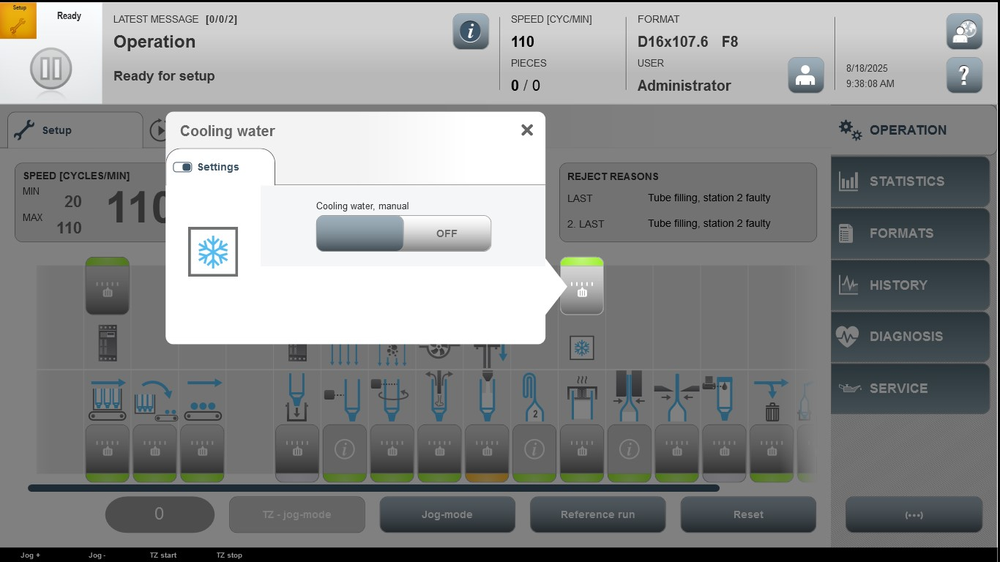 Setup
Ready
LATEST MESSAGE [0/0/2]
Operation
Ready for setup
SPEED [CYC/MIN]
110
PIECES
0 / 0
FORMAT
D16x107.6 F8
USER
Administrator
8/18/2025
9:38:08 AM
?
Setup
Cooling water
Settings
Cooling water, manual
OFF
SPEED [CYCLES/MIN]
MIN
20
MAX
110
110
REJECT REASONS
LAST Tube filling, station 2 faulty
2. LAST Tube filling, station 2 faulty
OPERATION
STATISTICS
FORMATS
HISTORY
DIAGNOSIS
SERVICE
2
0
TZ - jog-mode
Jog-mode
Reference run
Reset
(•••)
Jog +
Jog -
TZ start
TZ stop